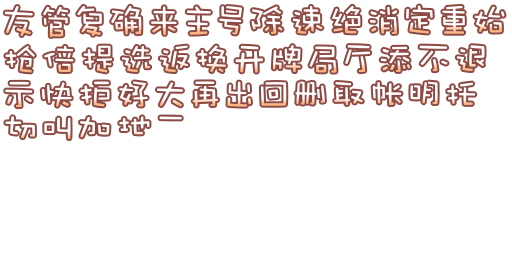 友管复确来主号除速绝消定重始
抢倍提选返换开牌局厅添不退
示快拒好大再出回删取帐明托
切叫加地